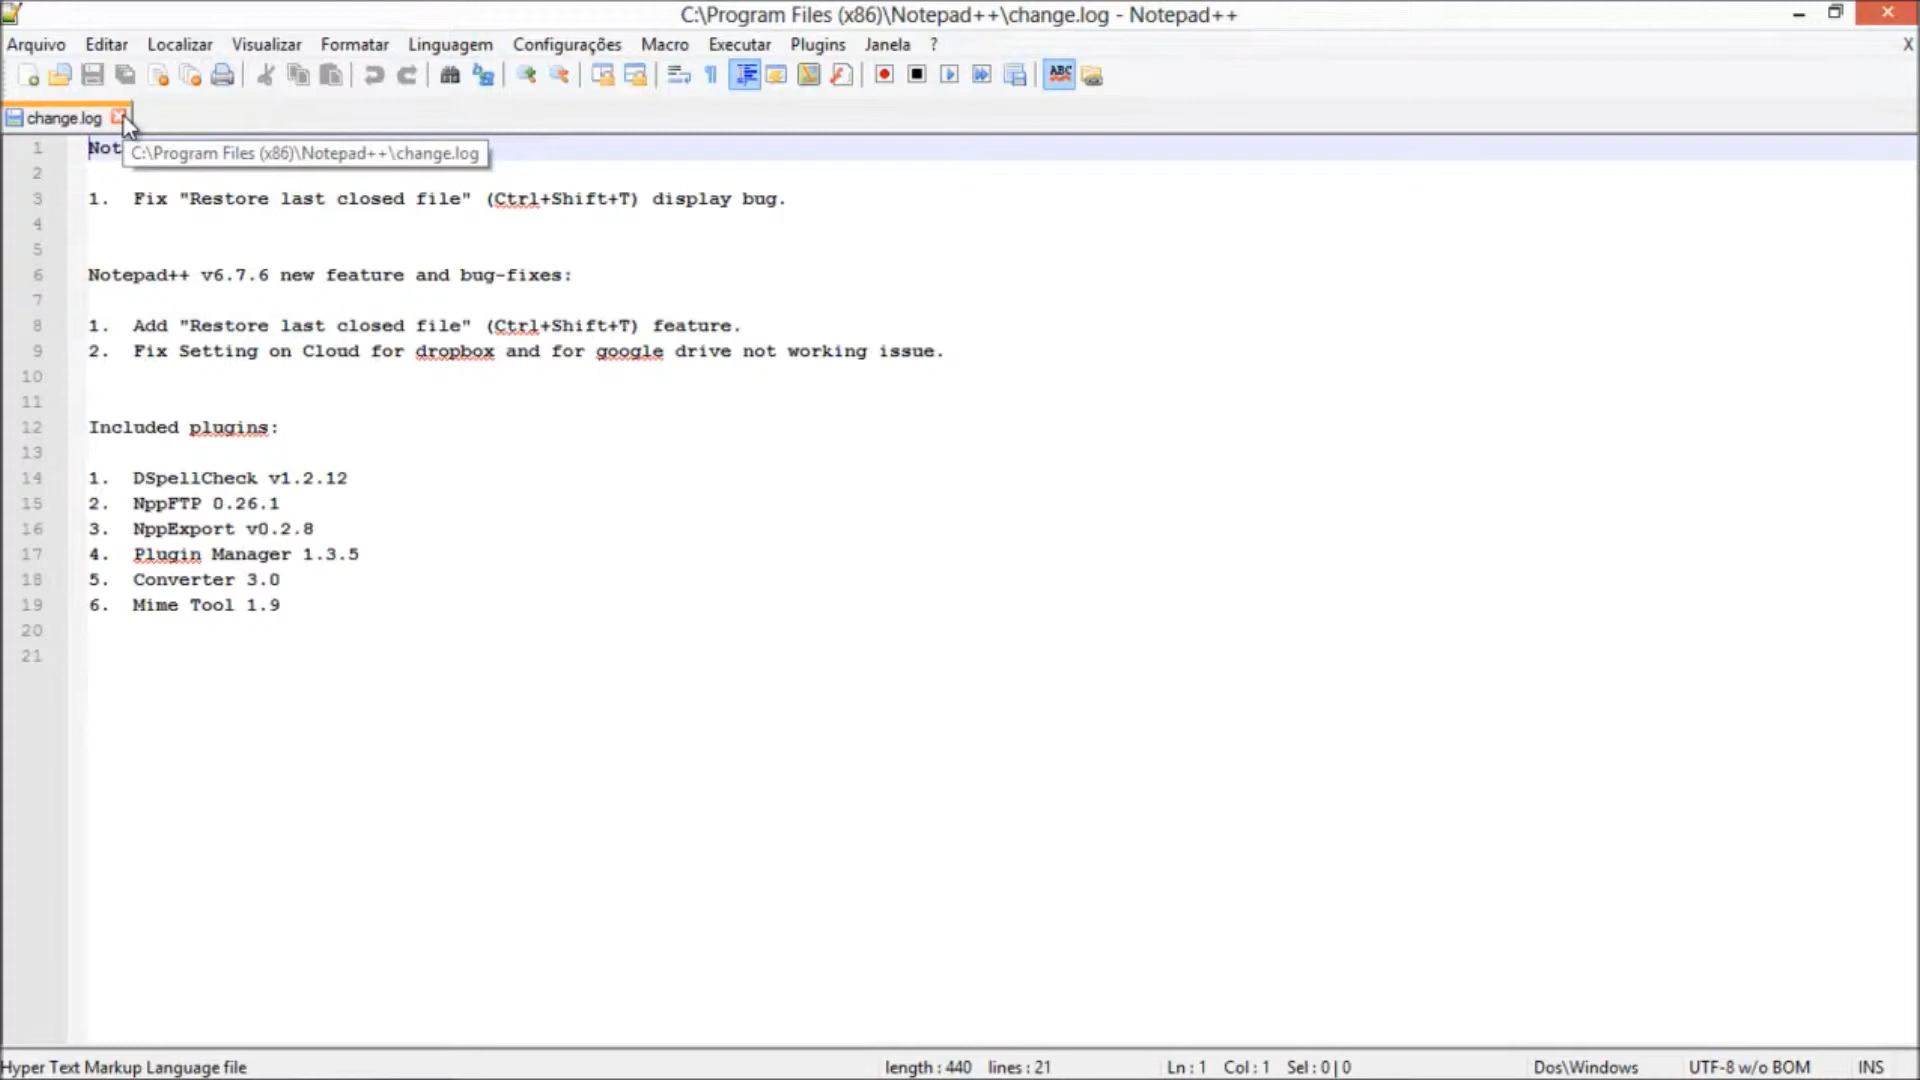 C:\Program Files (x86)\Notepad++\change.log - Notepad++
Arquivo Editar Localizar Visualizar Formatar Linguagem Configurações Macro Executar Plugins Janela ? X
ABC
change.log
1 Not
C:\Program Files (x86)\Notepad++\change.log
2
3 1. Fix "Restore last closed file" (Ctrl+Shift+T) display bug.
4
5
6 Notepad++ v6.7.6 new feature and bug-fixes:
7
8 1. Add "Restore last closed file" (Ctrl+Shift+T) feature.
9 2. Fix Setting on Cloud for dropbox and for google drive not working issue.
10
11
12 Included plugins:
13
14 1. DSpellCheck v1.2.12
15 2. NppFTP 0.26.1
16 3. NppExport v0.2.8
17 4. Plugin Manager 1.3.5
18 5. Converter 3.0
19 6. Mime Tool 1.9
20
21
Hyper Text Markup Language file length : 440 lines : 21 Ln : 1 Col : 1 Sel : 0 | 0 Dos\Windows UTF-8 w/o BOM INS